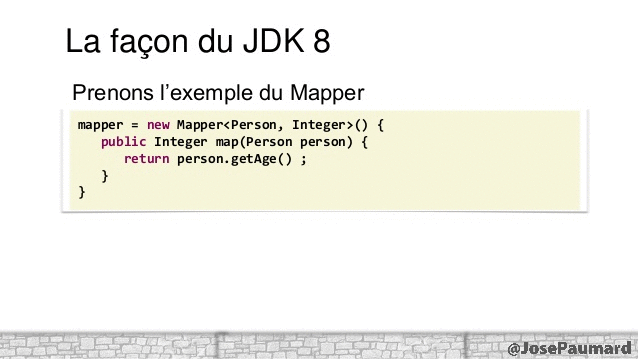 La façon du JDK 8
Prenons l’exemple du Mapper
mapper = new Mapper<Person, Integer>() {
   public Integer map(Person person) {
      return person.getAge() ;
   }
}
@JosePaumard